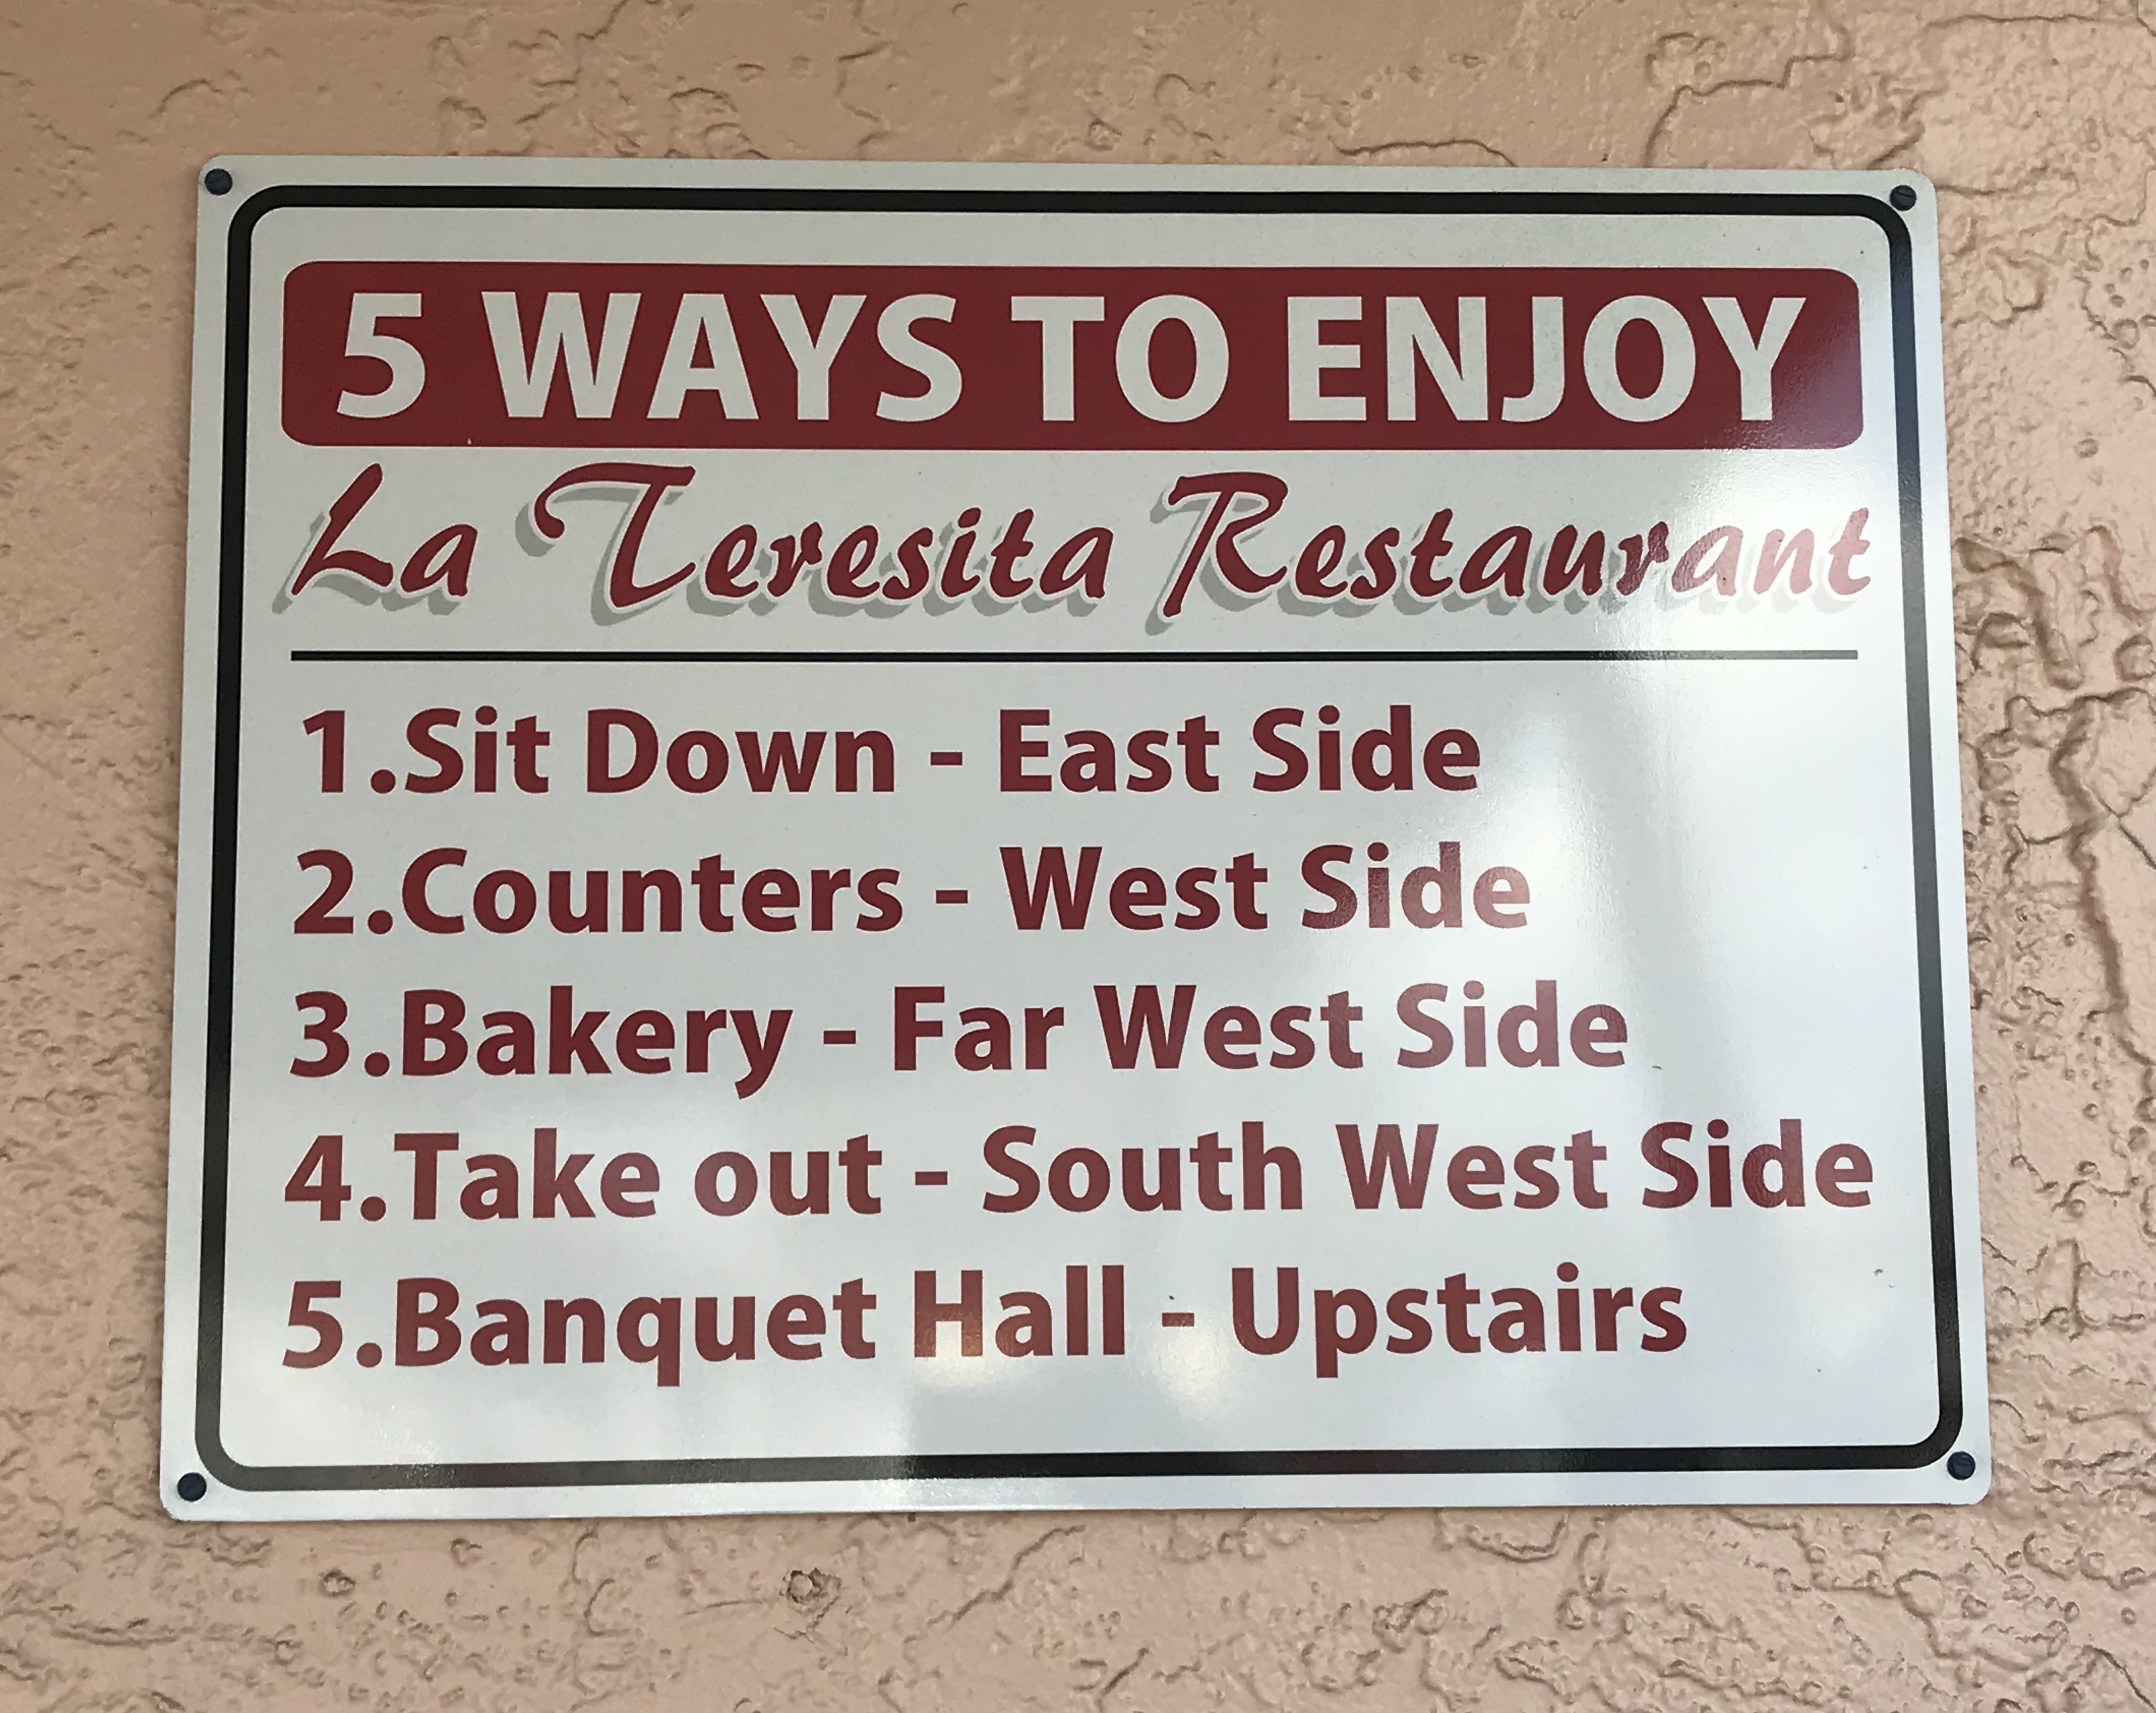 5 WAYS TO ENJOY
La Teresita Restaurant
1.Sit Down - East Side
2.Counters - West Side
3.Bakery - Far West Side
4.Take out - South West Side
5.Banquet Hall - Upstairs